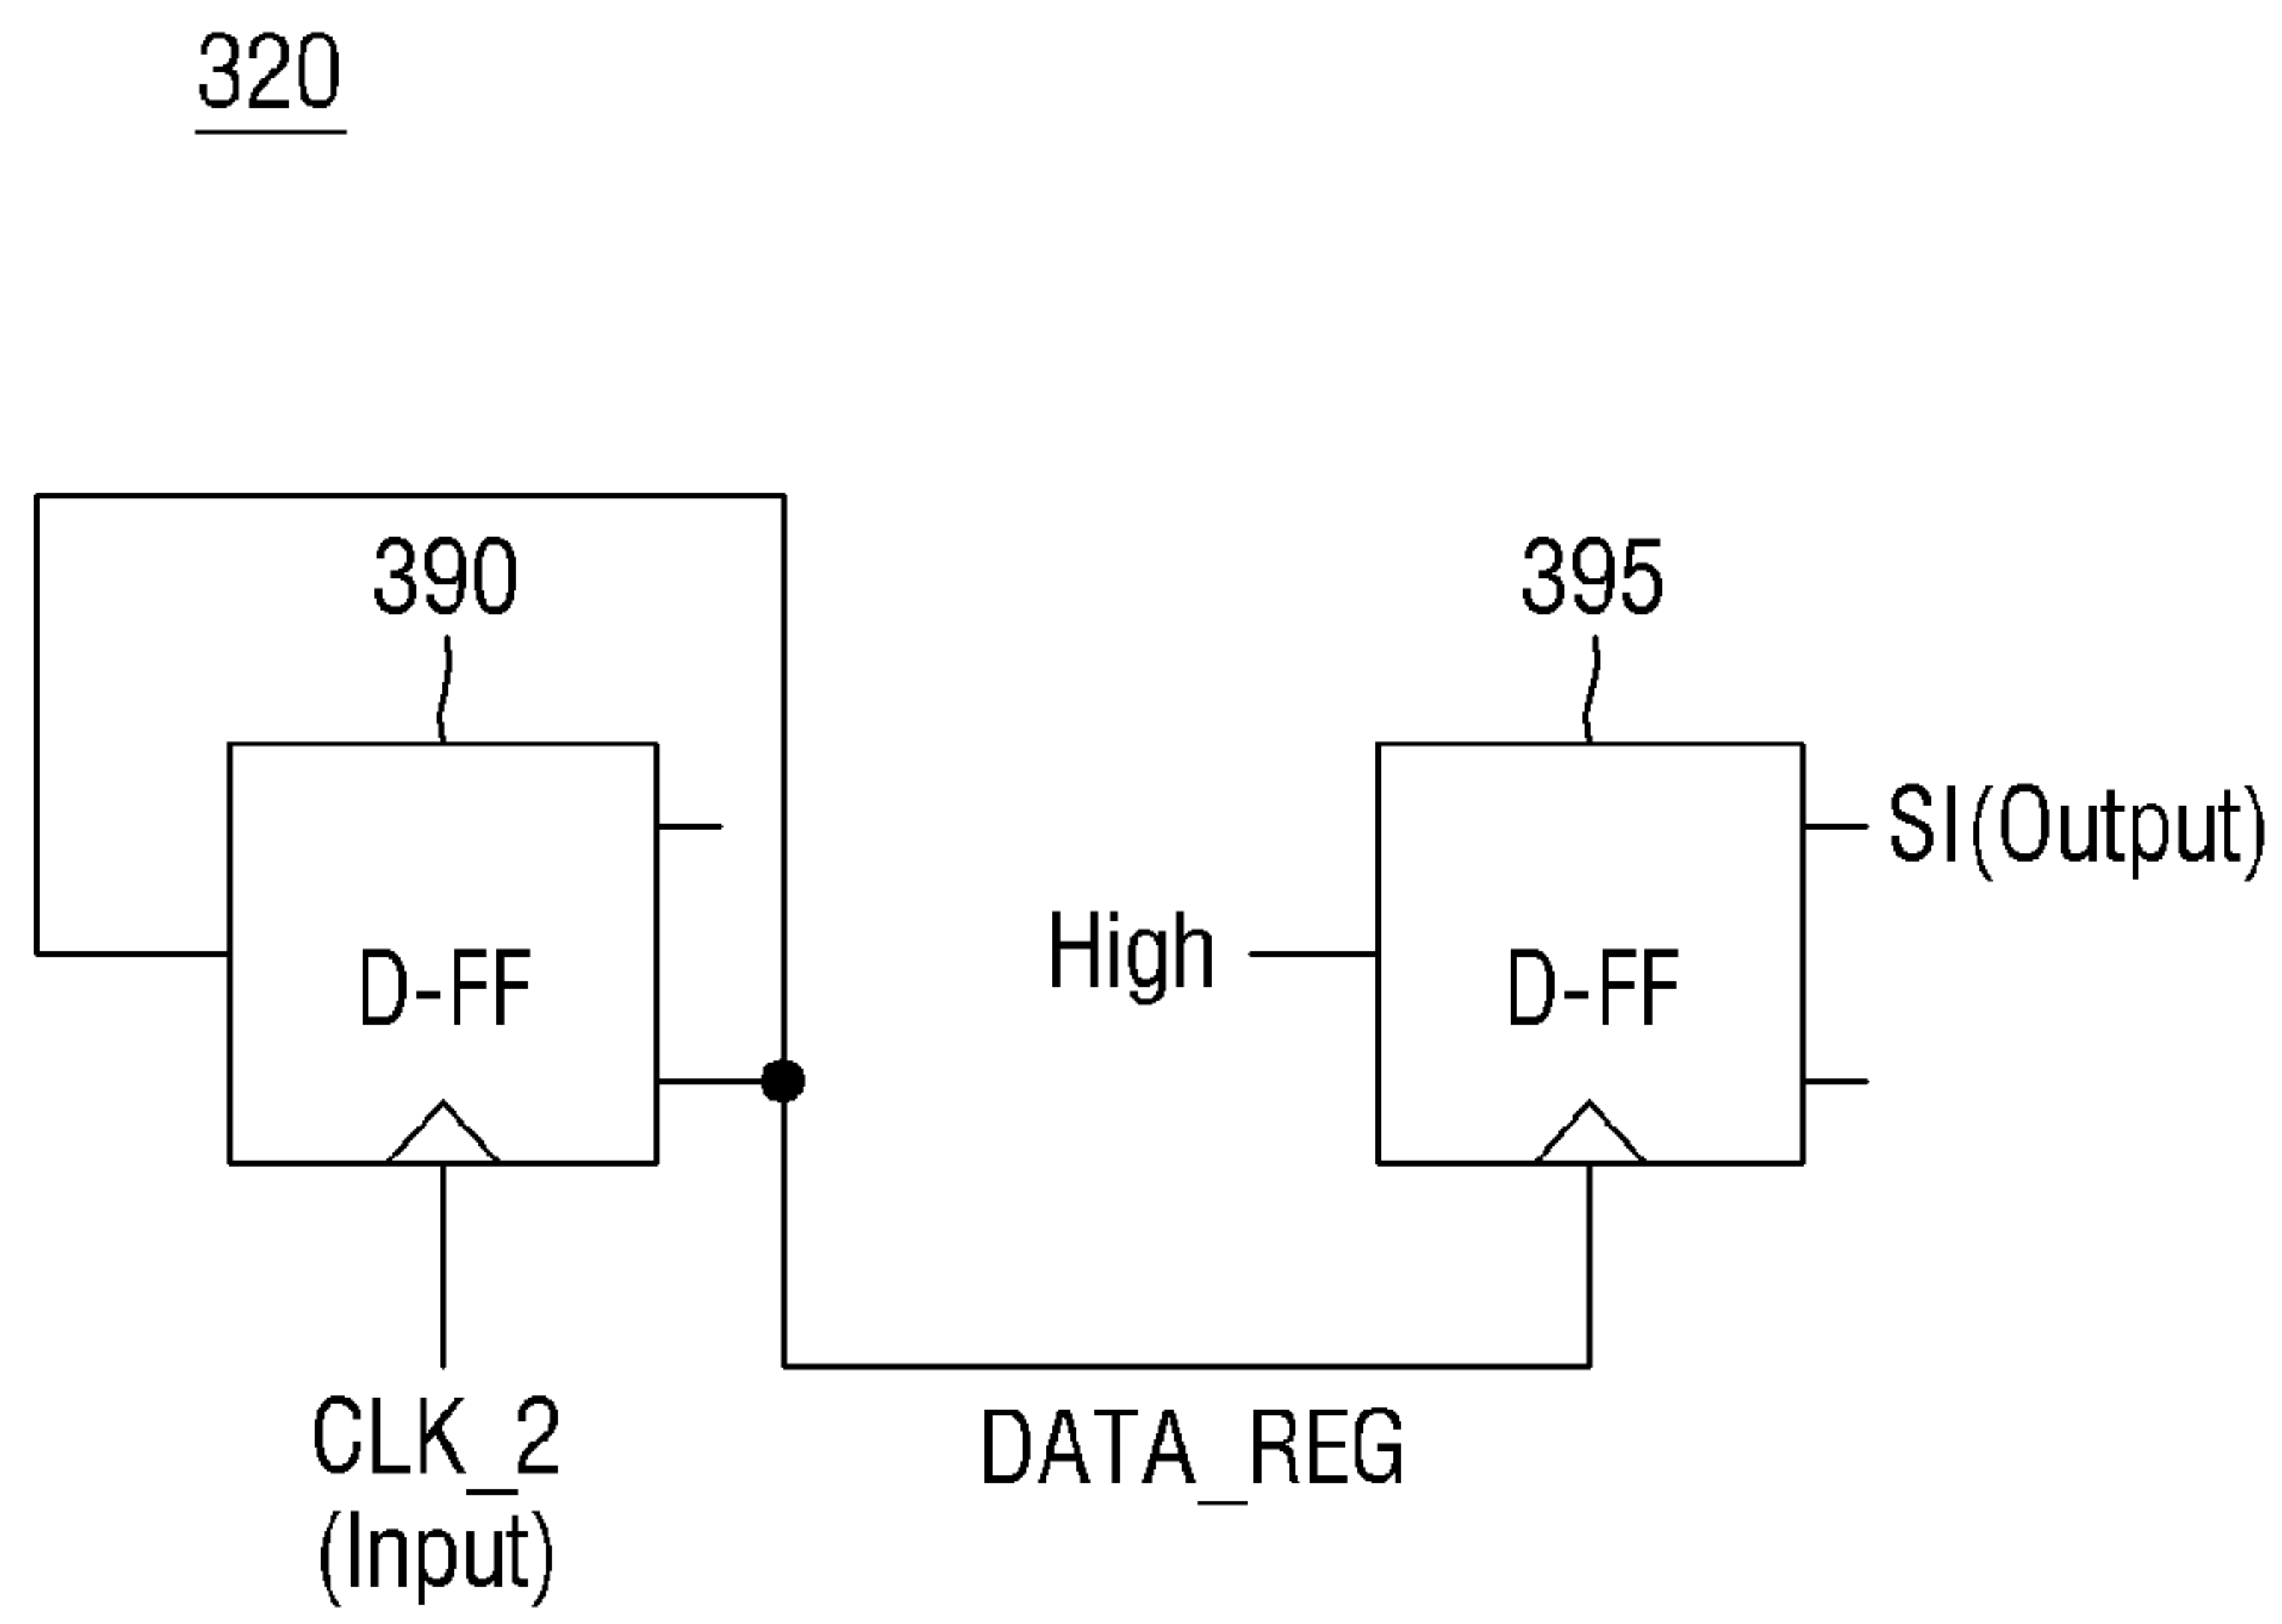 320
390
395
SI(Output)
High
D-FF
D-FF
CLK_2
(Input)
DATA_REG